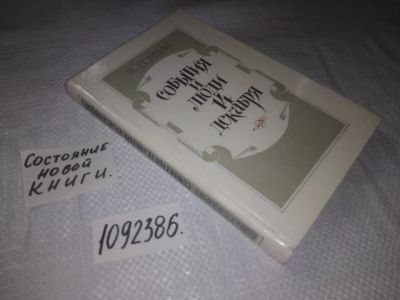 СОБЫТИЯ
И
ЛЮДИ
14
ДЕКАБРЯ
Состояние
новой
КНИГИ.
1092386.